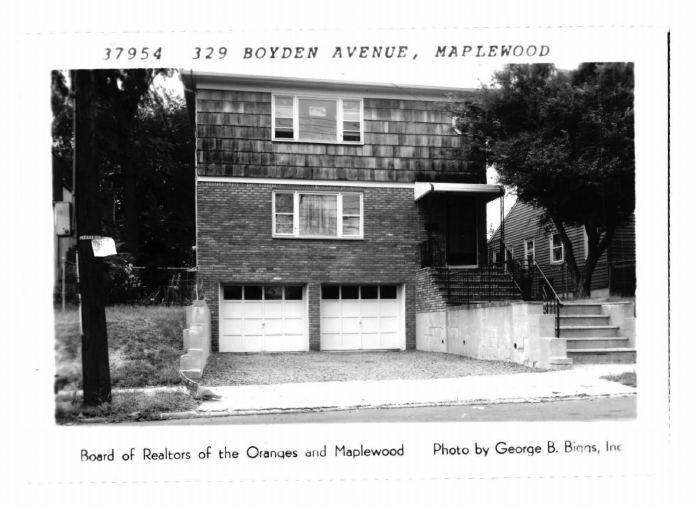 37954 329 BOYDEN AVENUE, MAPLEWOOD
Board of Realtors of the Oranges and Maplewood Photo by George B. Biggs, Inc